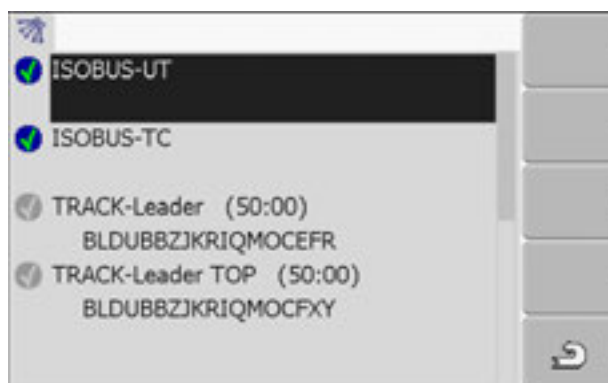 ISOBUS-UT
ISOBUS-TC
TRACK-Leader (50:00)
BLDUBBZJKRIQMOCEFR
TRACK-Leader TOP (50:00)
BLDUBBZJKRIQMOCFXY